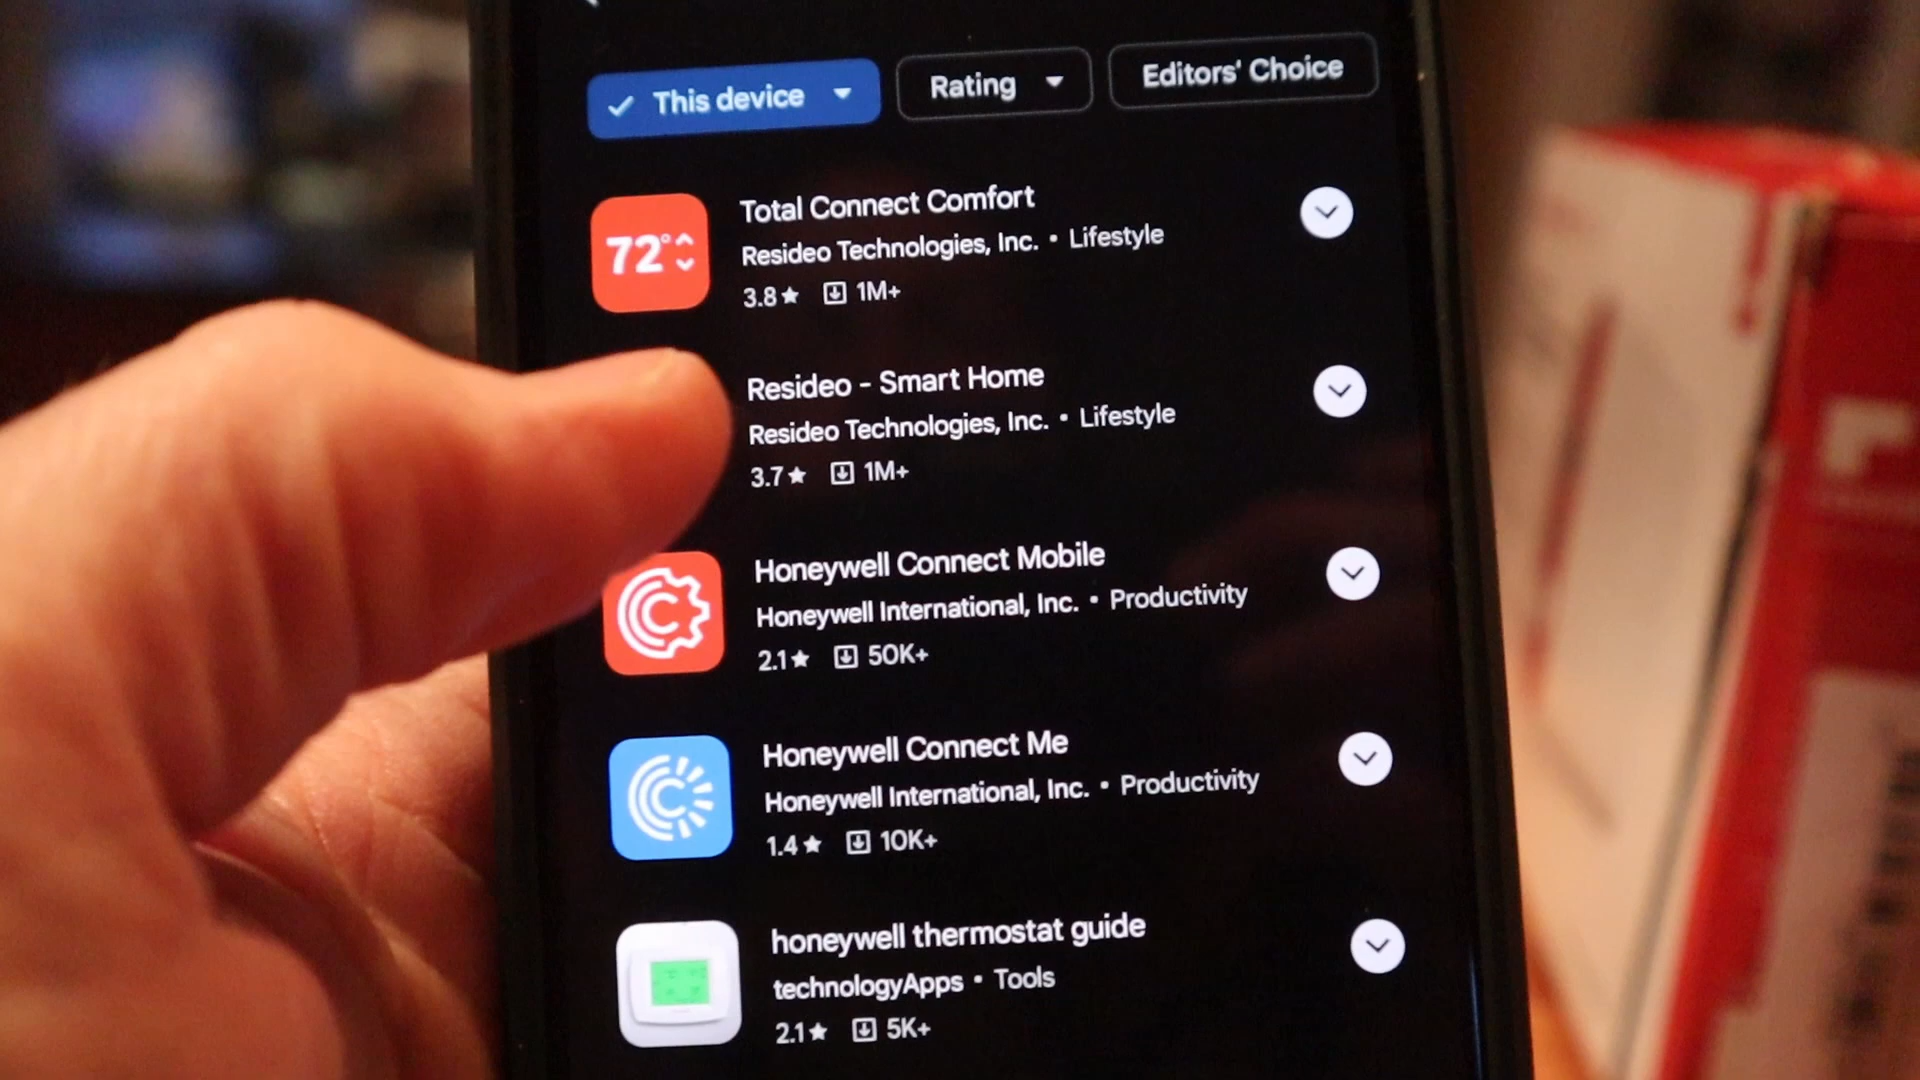 This device
Rating
Editors' Choice
72°
Total Connect Comfort
Resideo Technologies, Inc. • Lifestyle
3.8★ 1M+
Resideo - Smart Home
Resideo Technologies, Inc. • Lifestyle
3.7★ 1M+
Honeywell Connect Mobile
Honeywell International, Inc. • Productivity
2.1★ 50K+
Honeywell Connect Me
Honeywell International, Inc. • Productivity
1.4★ 10K+
honeywell thermostat guide
technologyApps • Tools
2.1★ 5K+